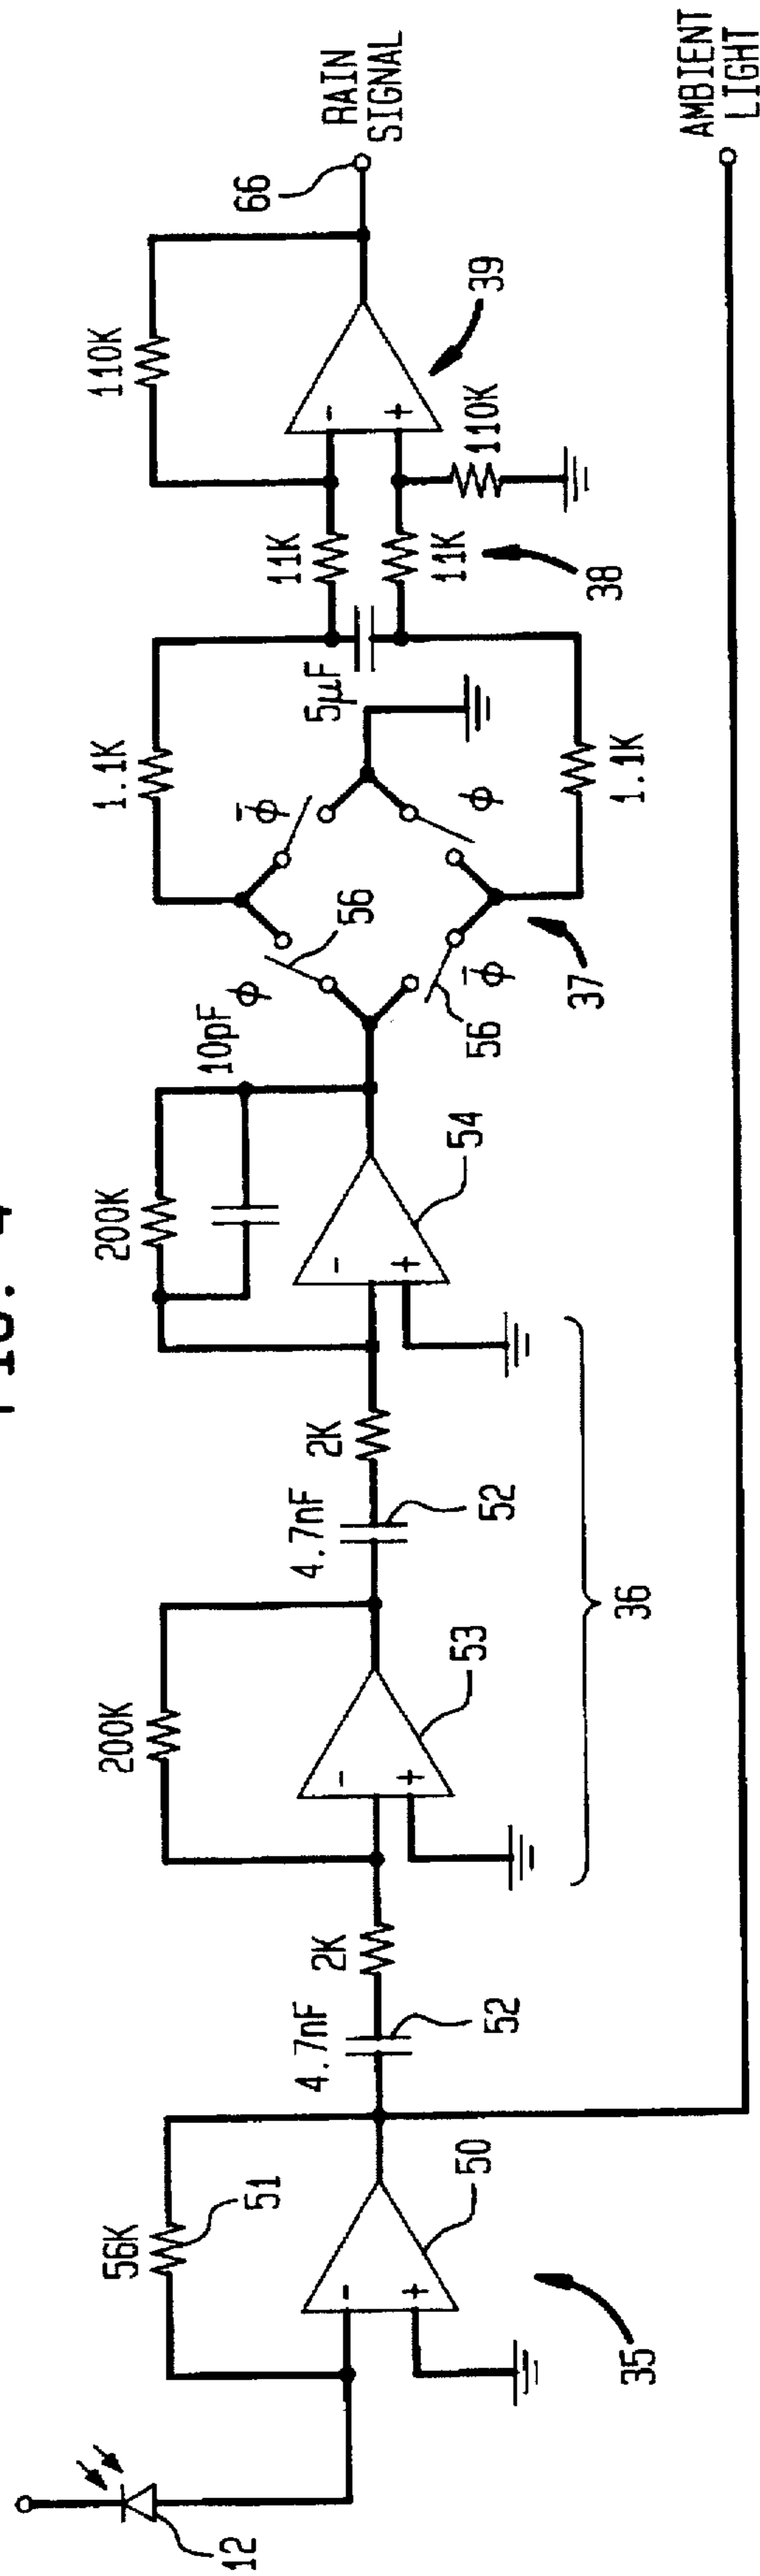 FIG. 4
12
56K
51
50
35
4.7nF
52
2K
200K
-
+
53
36
4.7nF
52
2K
200K
10pF
-
+
54
ϕ
56
ϕ̄
56
ϕ̄
ϕ
37
1.1K
1.1K
5µF
11K
11K
38
110K
-
+
110K
39
66
RAIN
SIGNAL
AMBIENT
LIGHT
-
+